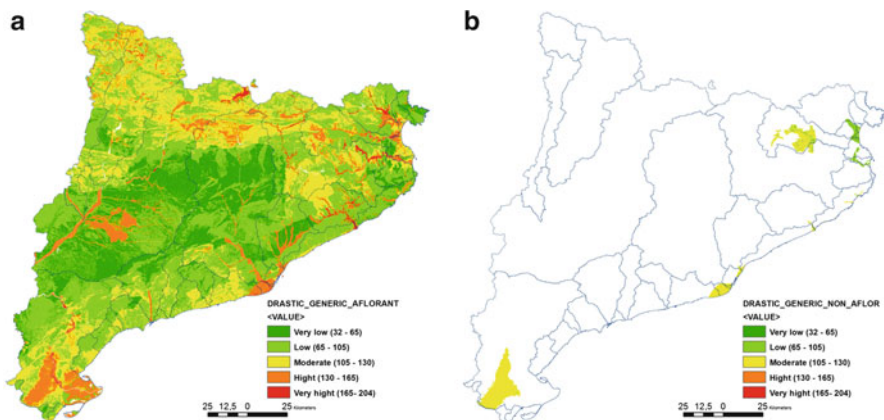 a
DRASTIC_GENERIC_AFLORANT
<VALUE>
Very low (32 - 65)
Low (65 - 105)
Moderate (105 - 130)
Hight (130 - 165)
Very hight (165- 204)
25 12,5 0 25 Kilometers
b
DRASTIC_GENERIC_NON_AFLOR
<VALUE>
Very low (32 - 65)
Low (65 - 105)
Moderate (105 - 130)
Hight (130 - 165)
Very hight (165 - 204)
25 12,5 0 25 Kilometers